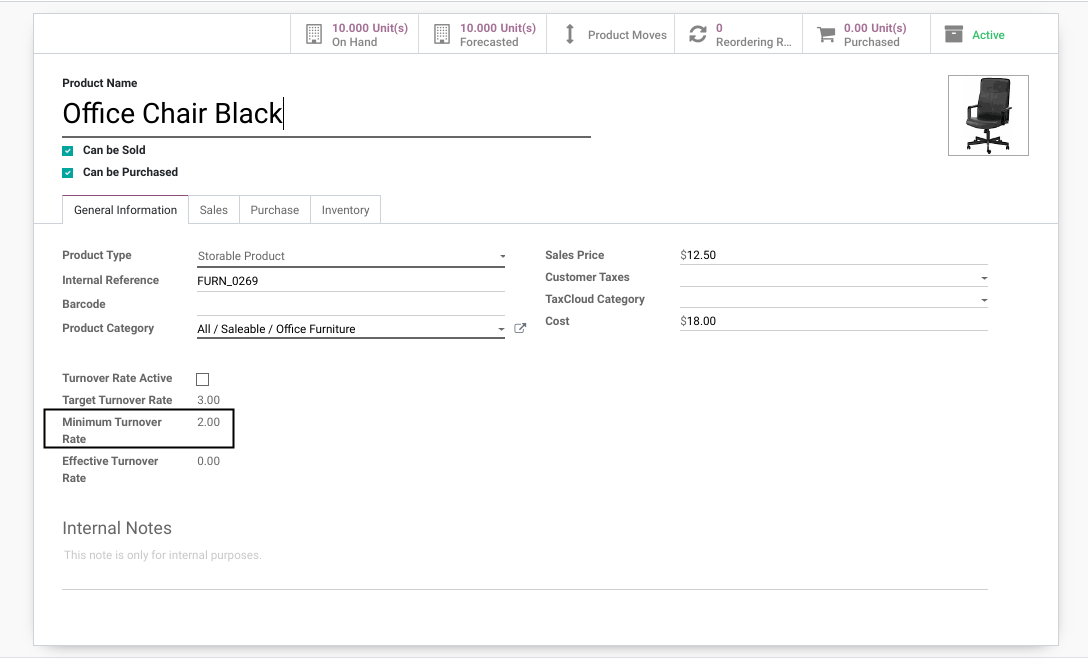 10.000 Unit(s)
On Hand
10.000 Unit(s)
Forecasted
Product Moves
0
Reordering R...
0.00 Unit(s)
Purchased
Active
Product Name
Office Chair Black
Can be Sold
Can be Purchased
General Information
Sales
Purchase
Inventory
Product Type
Storable Product
Internal Reference
FURN_0269
Barcode
Product Category
All / Saleable / Office Furniture
Sales Price
$12.50
Customer Taxes
TaxCloud Category
Cost
$18.00
Turnover Rate Active
Target Turnover Rate
3.00
Minimum Turnover
Rate
2.00
Effective Turnover
Rate
0.00
Internal Notes
This note is only for internal purposes.